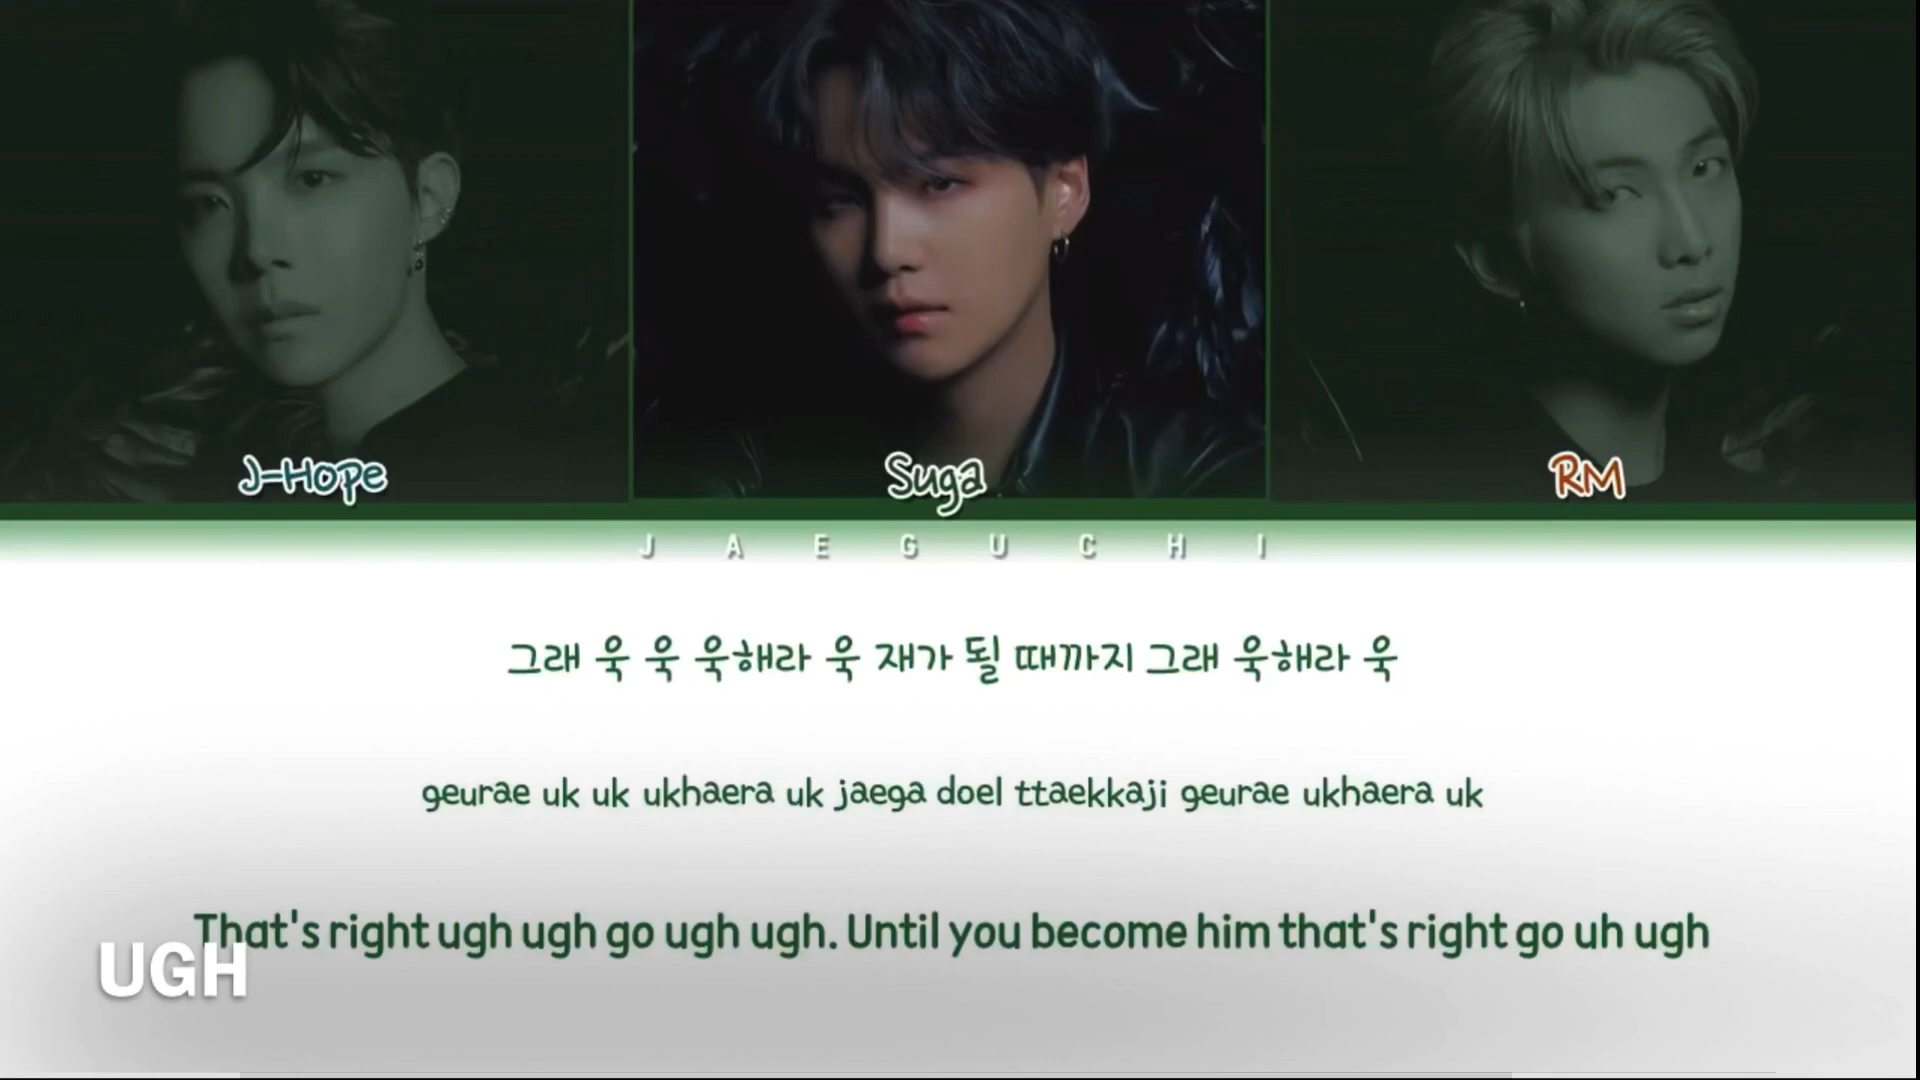 J-Hope
Suga
RM
JAEGUCHI
그래 욱 욱 욱해라 욱 재가 될 때까지 그래 욱해라 욱
geurae uk uk ukhaera uk jaega doel ttaekkaji geurae ukhaera uk
That's right ugh ugh go ugh ugh. Until you become him that's right go uh ugh
UGH